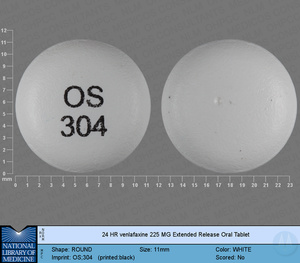 OS
304
12
11
10
9
8
7
6
5
4
3
2
1
0
mm
0 1 2 3 4 5 6 7 8 9 10 11 12 13 14 15 16 17 18 19 20 21 22 23
24 HR venlafaxine 225 MG Extended Release Oral Tablet
NATIONAL
LIBRARY OF
MEDICINE
Shape: ROUND Size: 11mm Color: WHITE
Imprint: OS;304 (printed:black) Scored: No